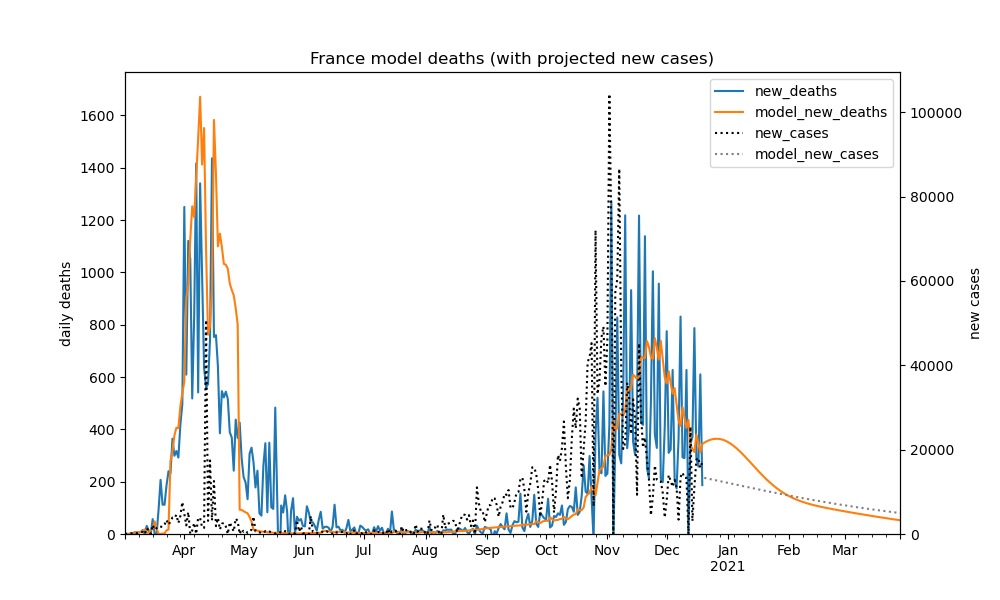 France model deaths (with projected new cases)
new_deaths
model_new_deaths
new_cases
model_new_cases
1600
1400
1200
1000
800
600
400
200
0
daily deaths
100000
80000
60000
40000
20000
0
new cases
Apr May Jun Jul Aug Sep Oct Nov Dec Jan Feb Mar
2021